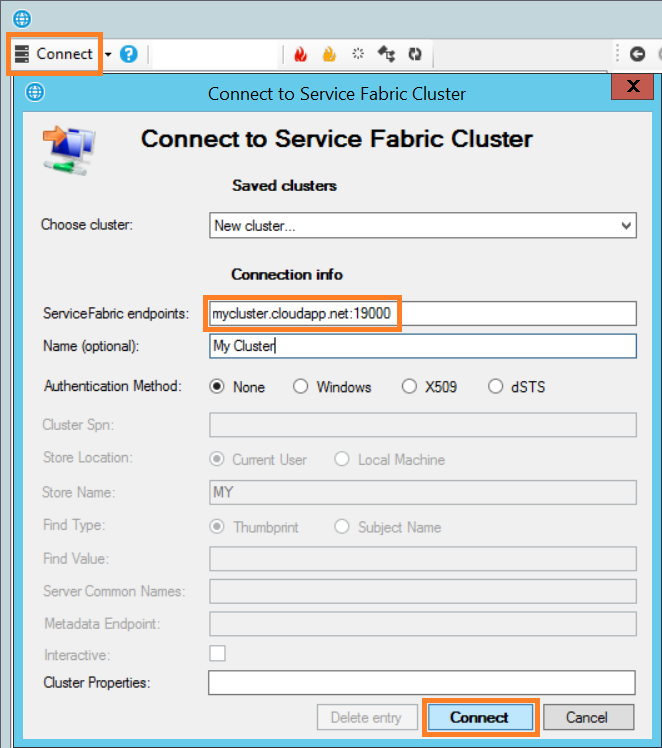 Connect
Connect to Service Fabric Cluster
X
Connect to Service Fabric Cluster
Saved clusters
Choose cluster: New cluster...
Connection info
ServiceFabric endpoints: mycluster.cloudapp.net:19000
Name (optional): My Cluster
Authentication Method: None Windows X509 dSTS
Cluster Spn:
Store Location: Current User Local Machine
Store Name: MY
Find Type: Thumbprint Subject Name
Find Value:
Server Common Names:
Metadata Endpoint:
Interactive:
Cluster Properties:
Delete entry Connect Cancel